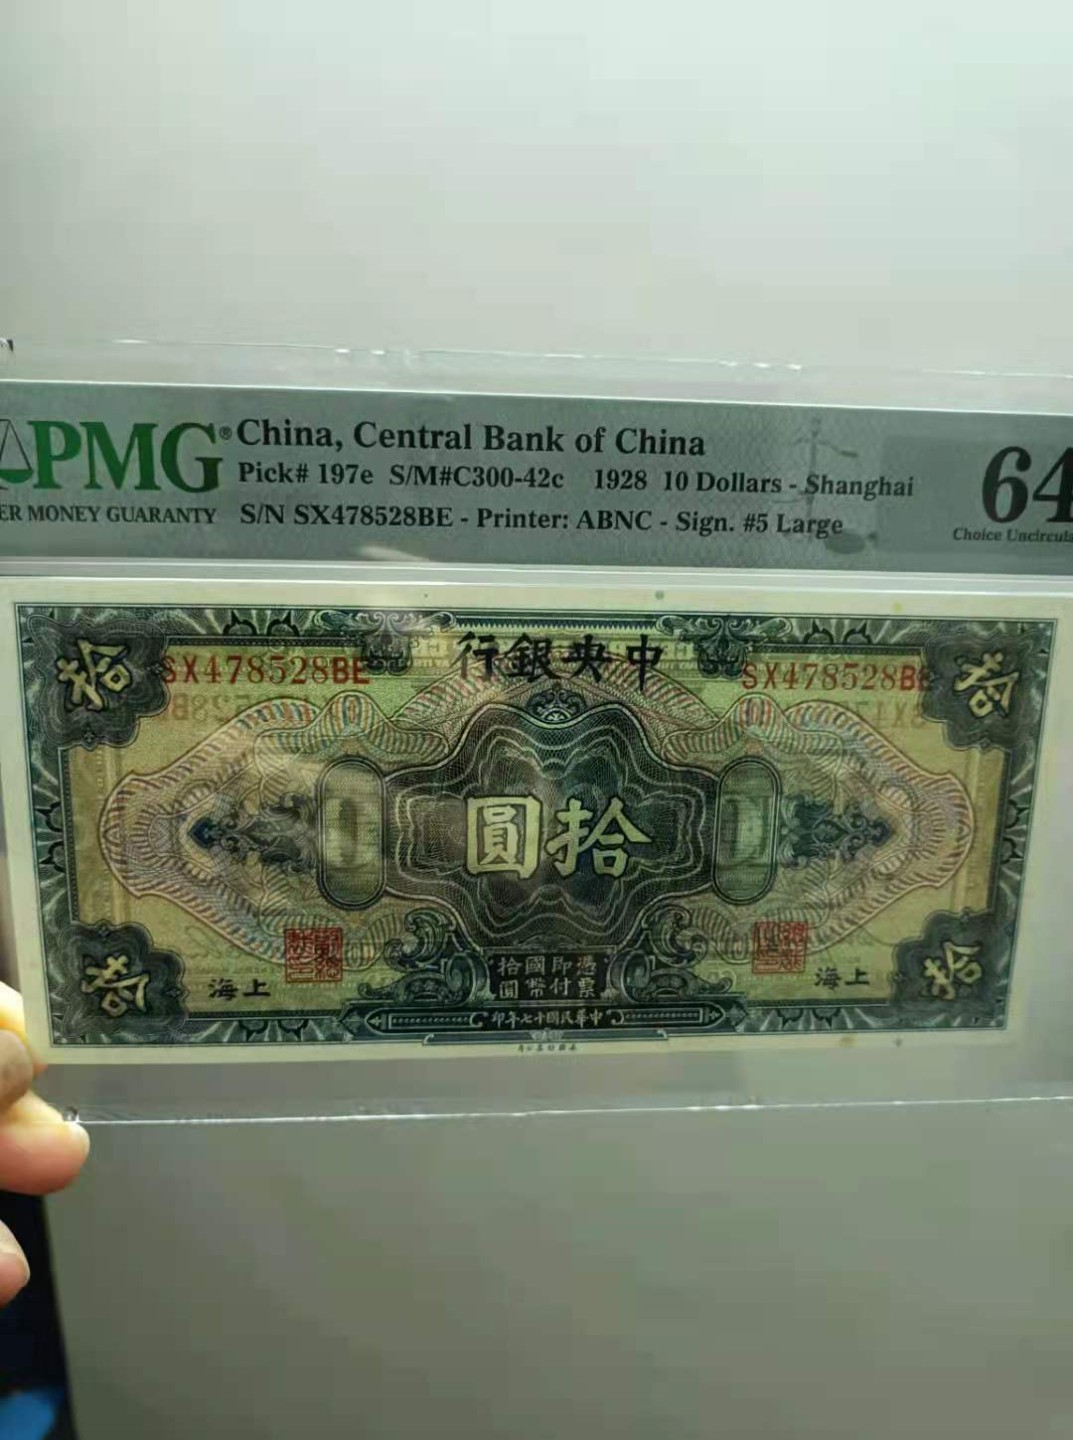 PMG® China, Central Bank of China
Pick# 197e S/M#C300-42c 1928 10 Dollars - Shanghai
64
ER MONEY GUARANTY S/N SX478528BE - Printer: ABNC - Sign. #5 Large
Choice Uncircula
行銀央中
拾 SX478528BE SX478528BE 拾
圓拾
拾國即憑
圓幣付票
拾 海上 海上 拾
印年七十國民華中